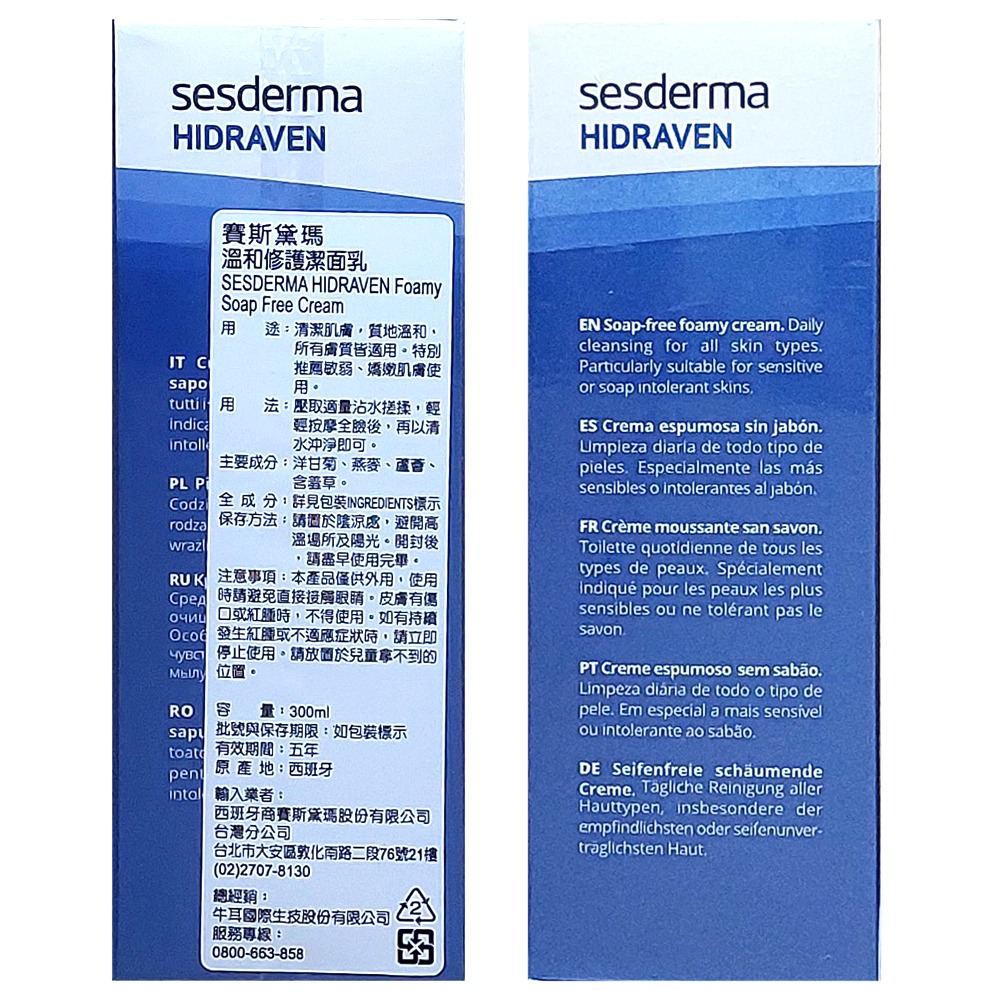 sesderma
HIDRAVEN
賽斯黛瑪
溫和修護潔面乳
SESDERMA HIDRAVEN Foamy
Soap Free Cream
用　　途：清潔肌膚，質地溫和，
所有膚質皆適用。特別
推薦敏弱、嬌嫩肌膚使
用。
用　　法：壓取適量沾水搓揉，輕
輕按摩全臉後，再以清
水沖淨即可。
主要成分：洋甘菊、燕麥、蘆薈、
含羞草。
全 成 分：詳見包裝INGREDIENTS標示
保存方法：請置於陰涼處，避開高
溫場所及陽光。開封後
，請盡早使用完畢。
注意事項：本產品僅供外用，使用
時請避免直接接觸眼睛。皮膚有傷
口或紅腫時，不得使用。如有持續
發生紅腫或不適應症狀時，請立即
停止使用。請放置於兒童拿不到的
位置。
容　　量：300ml
批號與保存期限：如包裝標示
有效期間：五年
原 產 地：西班牙
輸入業者：
西班牙商賽斯黛瑪股份有限公司
台灣分公司
台北市大安區敦化南路二段76號21樓
(02)2707-8130
總經銷：
牛耳國際生技股份有限公司
服務專線：
0800-663-858
2
IT
tutti
PL
RU
RO
sesderma
HIDRAVEN
EN Soap-free foamy cream. Daily
cleansing for all skin types.
Particularly suitable for sensitive
or soap intolerant skins.
ES Crema espumosa sin jabón.
Limpieza diaria de todo tipo de
pieles. Especialmente las más
sensibles o intolerantes al jabón.
FR Crème moussante san savon.
Toilette quotidienne de tous les
types de peaux. Spécialement
indiqué pour les peaux les plus
sensibles ou ne tolérant pas le
savon.
PT Creme espumoso sem sabão.
Limpeza diária de todo o tipo de
pele. Em especial a mais sensível
ou intolerante ao sabão.
DE Seifenfreie schäumende
Creme. Tägliche Reinigung aller
Hauttypen, insbesondere der
empfindlichsten oder seifenunver-
träglichsten Haut.